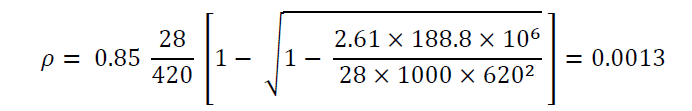 ρ = 0.85 28/420 [1 − √(1 − (2.61 × 188.8 × 10⁶)/(28 × 1000 × 620²))] = 0.0013